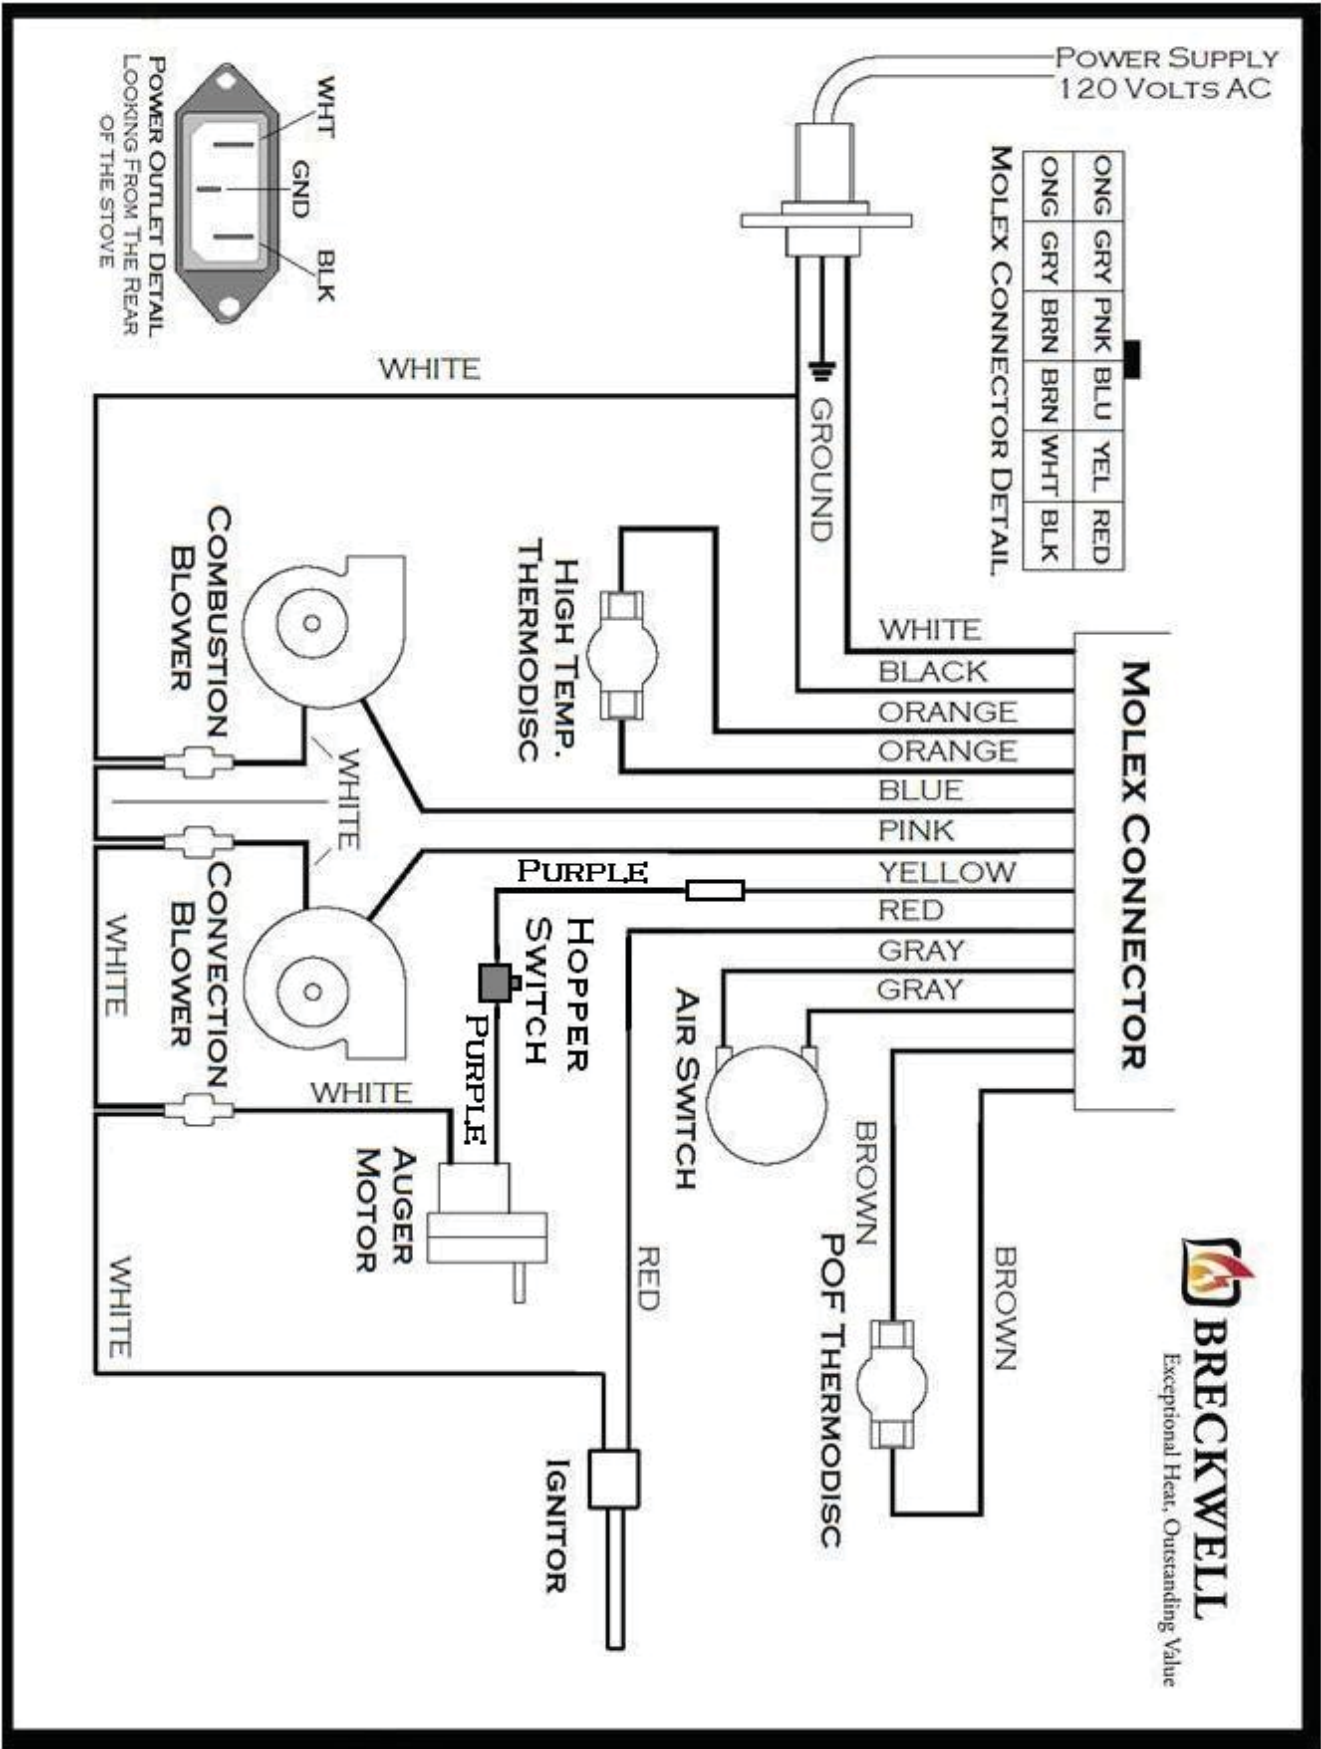 POWER SUPPLY
120 VOLTS AC
ONG GRY PNK BLU YEL RED
ONG GRY BRN BRN WHT BLK
MOLEX CONNECTOR DETAIL
WHT
GND
BLK
POWER OUTLET DETAIL
LOOKING FROM THE REAR
OF THE STOVE
WHITE
GROUND
HIGH TEMP.
THERMODISC
COMBUSTION
BLOWER
MOLEX CONNECTOR
WHITE
BLACK
ORANGE
ORANGE
BLUE
PINK
YELLOW
RED
GRAY
GRAY
WHITE
PURPLE
HOPPER
SWITCH
PURPLE
CONVECTION
BLOWER
WHITE
WHITE
AUGER
MOTOR
AIR SWITCH
BROWN
BROWN
POF THERMODISC
RED
WHITE
IGNITOR
BRECKWELL
Exceptional Heat, Outstanding Value